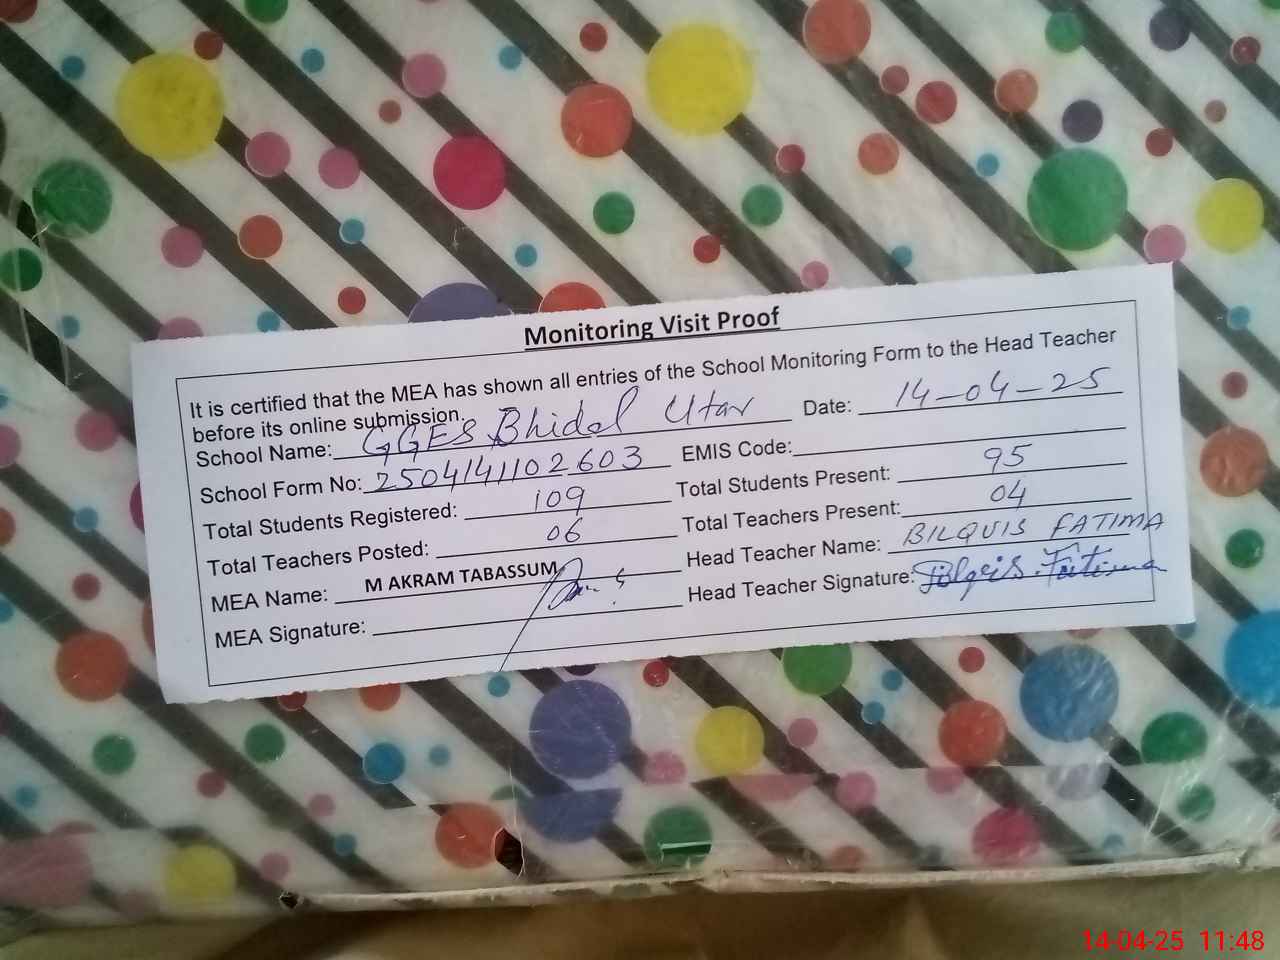 Monitoring Visit Proof
It is certified that the MEA has shown all entries of the School Monitoring Form to the Head Teacher
before its online submission.
School Name: GGES Bhidal Utar Date: 14-04-25
School Form No: 2504141102603 EMIS Code:
Total Students Registered: 109 Total Students Present: 95
Total Teachers Posted: 06 Total Teachers Present: 04
MEA Name: M AKRAM TABASSUM Head Teacher Name: BILQUIS FATIMA
MEA Signature: Head Teacher Signature: Bilqeis Fatima
14-04-25 11:48